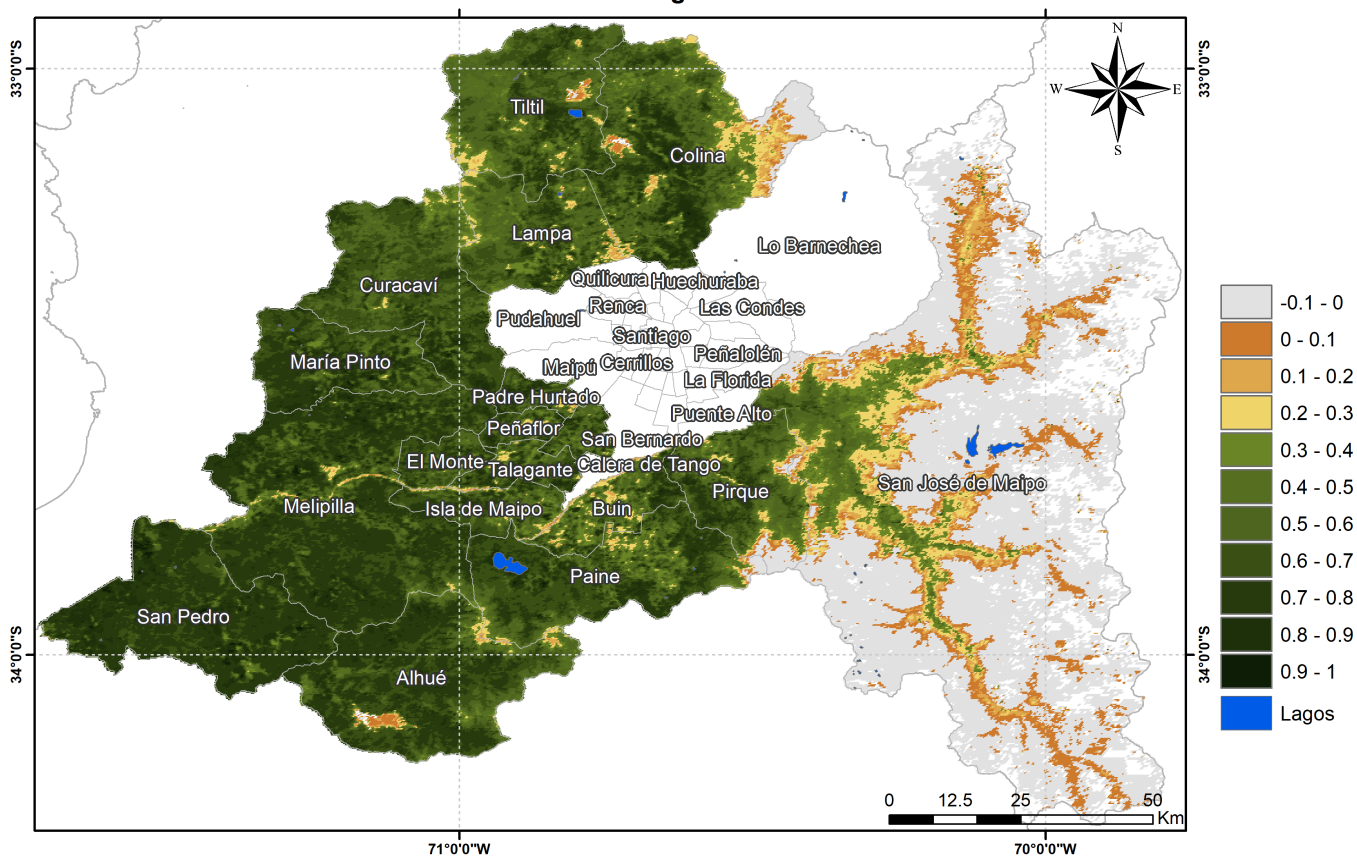 N
W E
S
33°0'0"S
33°0'0"S
Tiltil
Colina
Lampa
Lo Barnechea
Curacaví
Quilicura
Huechuraba
Renca
Las Condes
Pudahuel
Santiago
María Pinto
Maipú
Cerrillos
Peñalolén
La Florida
Padre Hurtado
Puente Alto
Peñaflor
San Bernardo
El Monte
Talagante
Calera de Tango
San José de Maipo
Pirque
Melipilla
Isla de Maipo
Buin
Paine
San Pedro
Alhué
34°0'0"S
34°0'0"S
-0.1 - 0
0 - 0.1
0.1 - 0.2
0.2 - 0.3
0.3 - 0.4
0.4 - 0.5
0.5 - 0.6
0.6 - 0.7
0.7 - 0.8
0.8 - 0.9
0.9 - 1
Lagos
0 12.5 25 50
Km
71°0'0"W
70°0'0"W